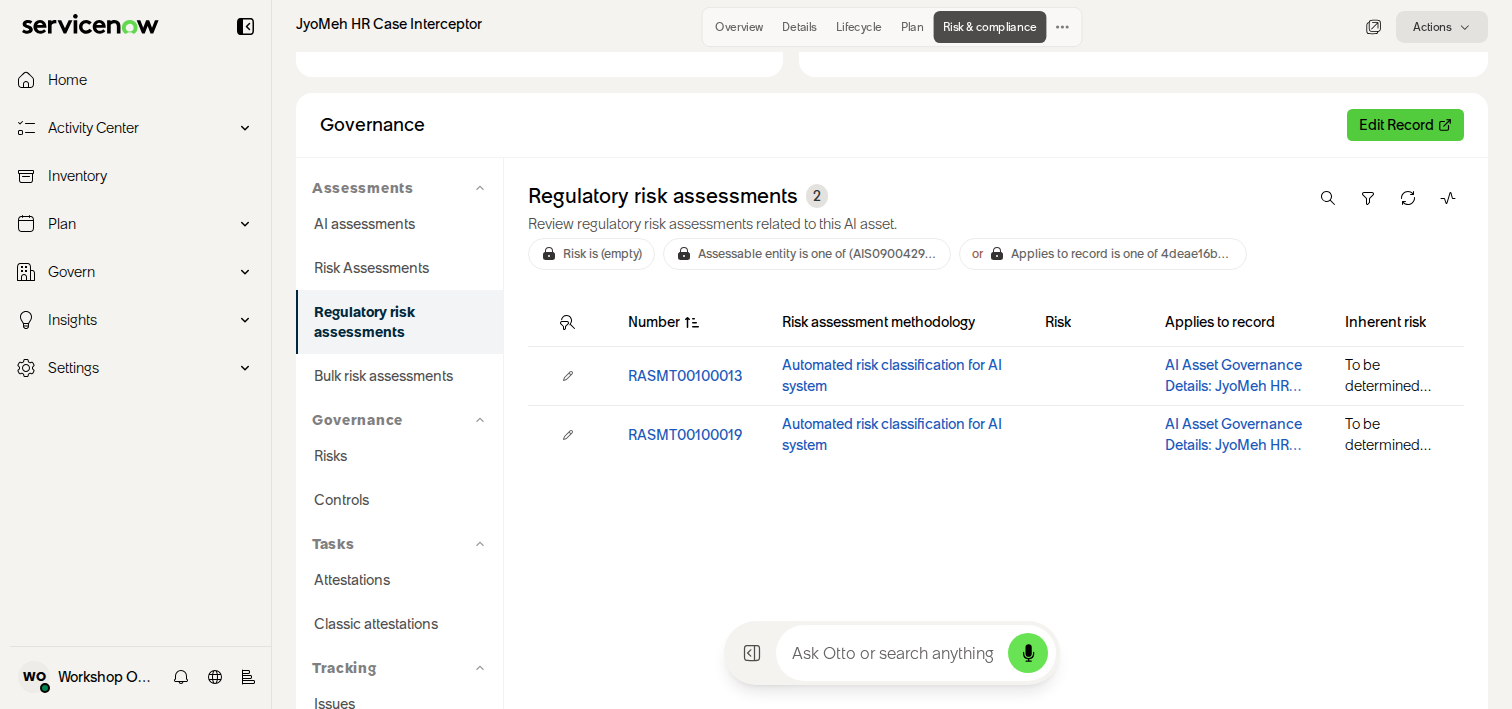 servicenow
JyoMeh HR Case Interceptor
Overview
Details
Lifecycle
Plan
Risk & compliance
Actions
Home
Activity Center
Inventory
Plan
Govern
Insights
Settings
WO
Workshop O...
Governance
Edit Record
Assessments
AI assessments
Risk Assessments
Regulatory risk
assessments
Bulk risk assessments
Governance
Risks
Controls
Tasks
Attestations
Classic attestations
Tracking
Issues
Regulatory risk assessments 2
Review regulatory risk assessments related to this AI asset.
Risk is (empty)
Assessable entity is one of (AIS0900429...
or Applies to record is one of 4deae16b...
Number
Risk assessment methodology
Risk
Applies to record
Inherent risk
RASMT00100013
Automated risk classification for AI
system
AI Asset Governance
Details: JyoMeh HR...
To be
determined...
RASMT00100019
Automated risk classification for AI
system
AI Asset Governance
Details: JyoMeh HR...
To be
determined...
Ask Otto or search anything